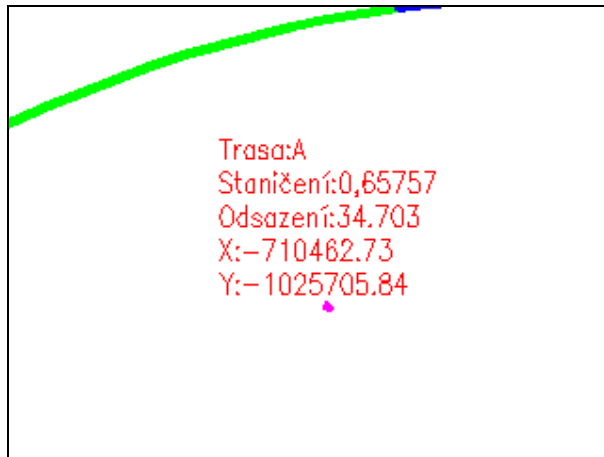 Trasa:A
Staničení:0,65757
Odsazení:34.703
X:-710462.73
Y:-1025705.84